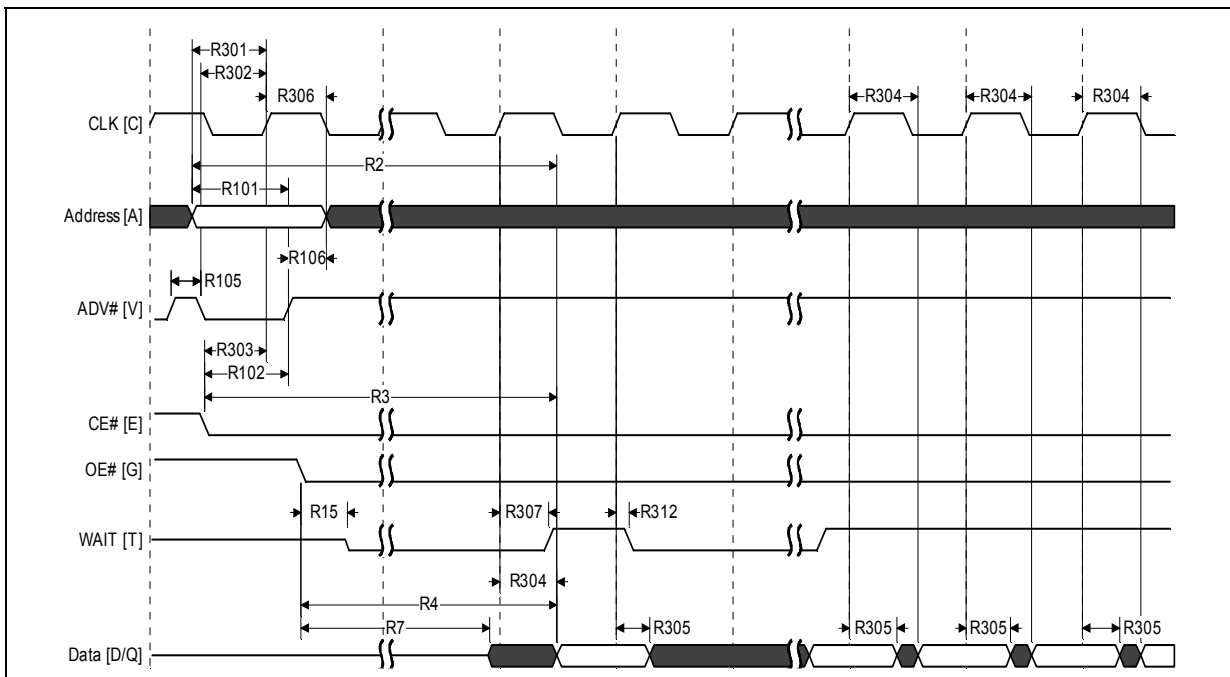 R301
R302
R306
R304 R304 R304
CLK [C]
R2
R101
Address [A]
R106
R105
ADV# [V]
R303
R102
R3
CE# [E]
OE# [G]
R15 R307 R312
WAIT [T]
R304
R4
R7 R305 R305 R305 R305
Data [D/Q]